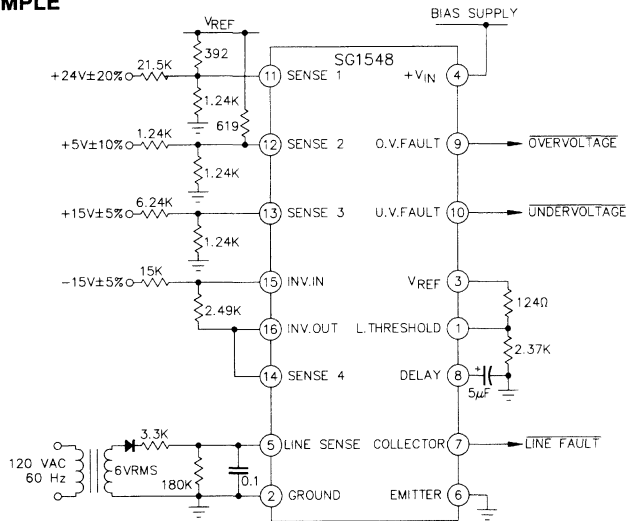 MPLE
BIAS SUPPLY
VREF
392
SG1548
+24V±20% 21.5K
11 SENSE 1
+VIN 4
1.24K
619
+5V±10% 1.24K
12 SENSE 2
O.V.FAULT 9
OVERVOLTAGE
1.24K
+15V±5% 6.24K
13 SENSE 3
U.V.FAULT 10
UNDERVOLTAGE
1.24K
-15V±5% 15K
15 INV.IN
VREF 3
2.49K
124Ω
16 INV.OUT
L.THRESHOLD 1
2.37K
14 SENSE 4
DELAY 8
+
5µF
3.3K
5 LINE SENSE
COLLECTOR 7
LINE FAULT
120 VAC
60 Hz
6VRMS
180K
0.1
2 GROUND
EMITTER 6